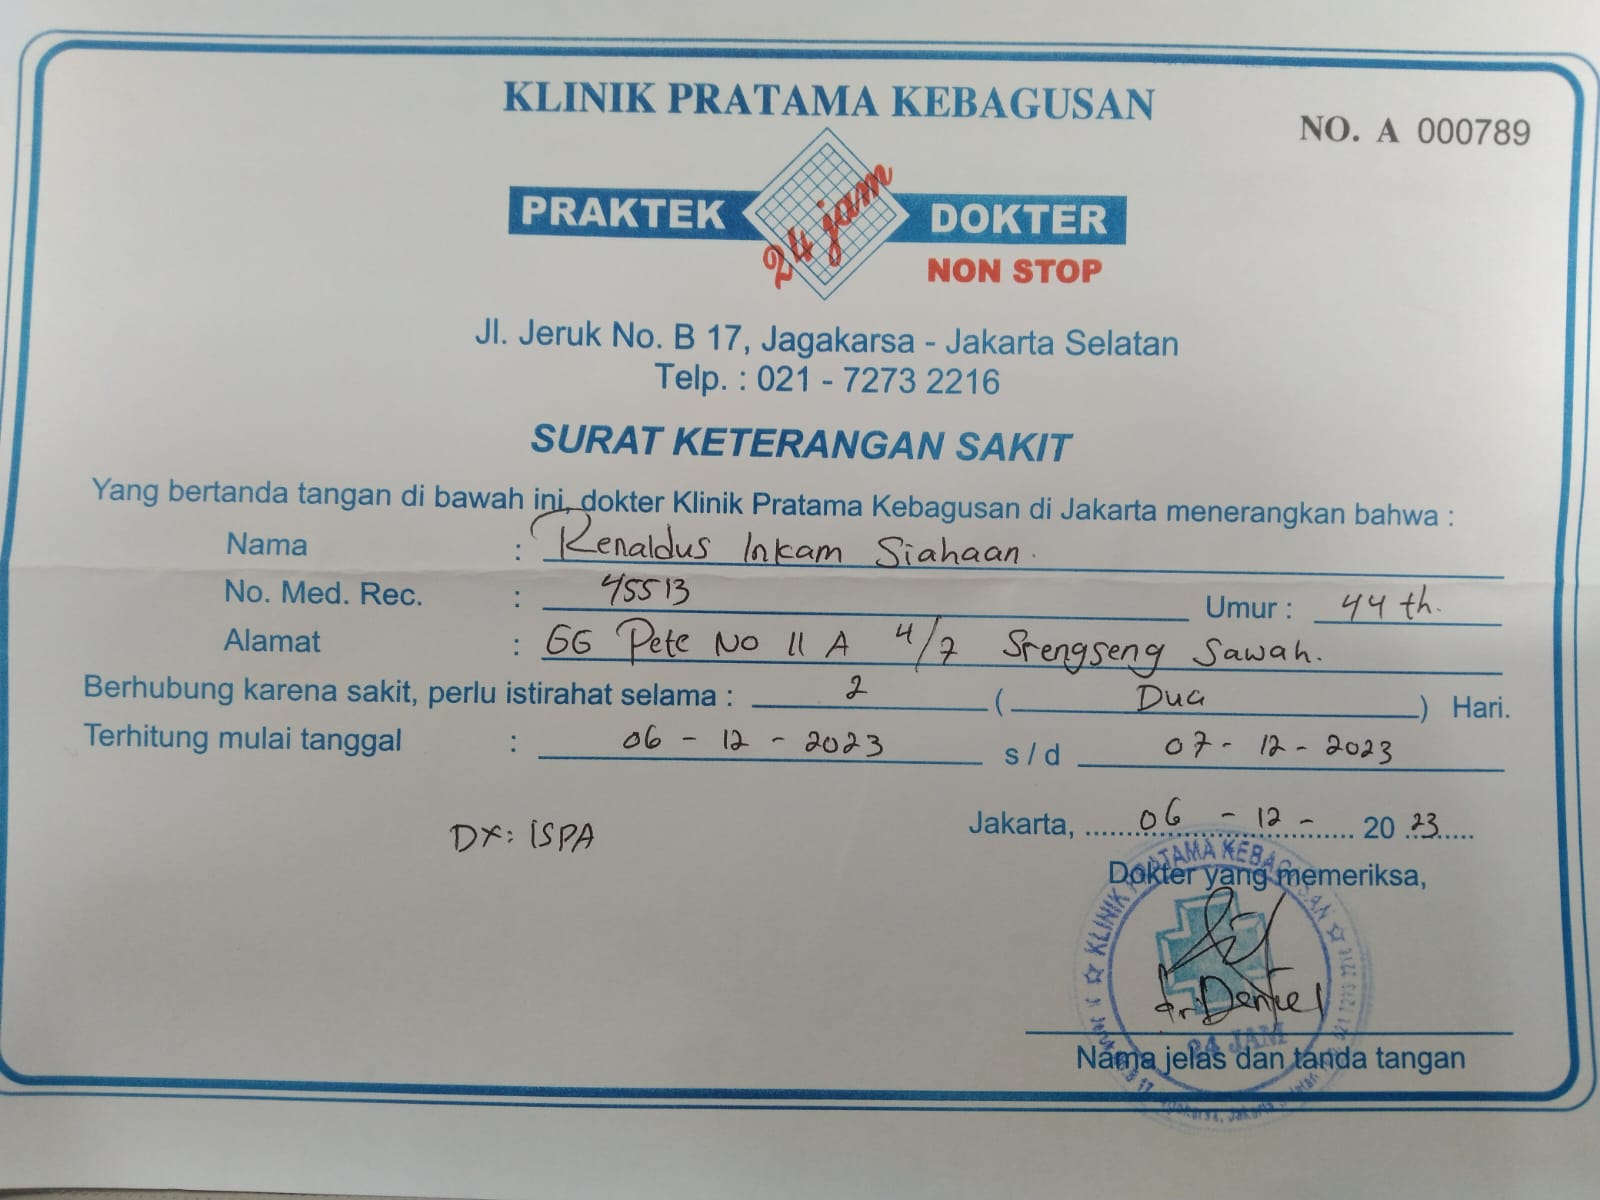 KLINIK PRATAMA KEBAGUSAN
NO. A 000789
PRAKTEK 24 jam DOKTER
NON STOP
Jl. Jeruk No. B 17, Jagakarsa - Jakarta Selatan
Telp. : 021 - 7273 2216
SURAT KETERANGAN SAKIT
Yang bertanda tangan di bawah ini, dokter Klinik Pratama Kebagusan di Jakarta menerangkan bahwa :
Nama : Renaldus Inkam Siahaan.
No. Med. Rec. : 45513 Umur : 44 th.
Alamat : GG Pete No 11 A 4/7 Srengseng Sawah.
Berhubung karena sakit, perlu istirahat selama : 2 ( Dua ) Hari.
Terhitung mulai tanggal : 06 - 12 - 2023 s / d 07 - 12 - 2023
Jakarta, 06 - 12 - 20 23
DX: ISPA
Dokter yang memeriksa,
KLINIK PRATAMA KEBAGUSAN
24 JAM
Nama jelas dan tanda tangan